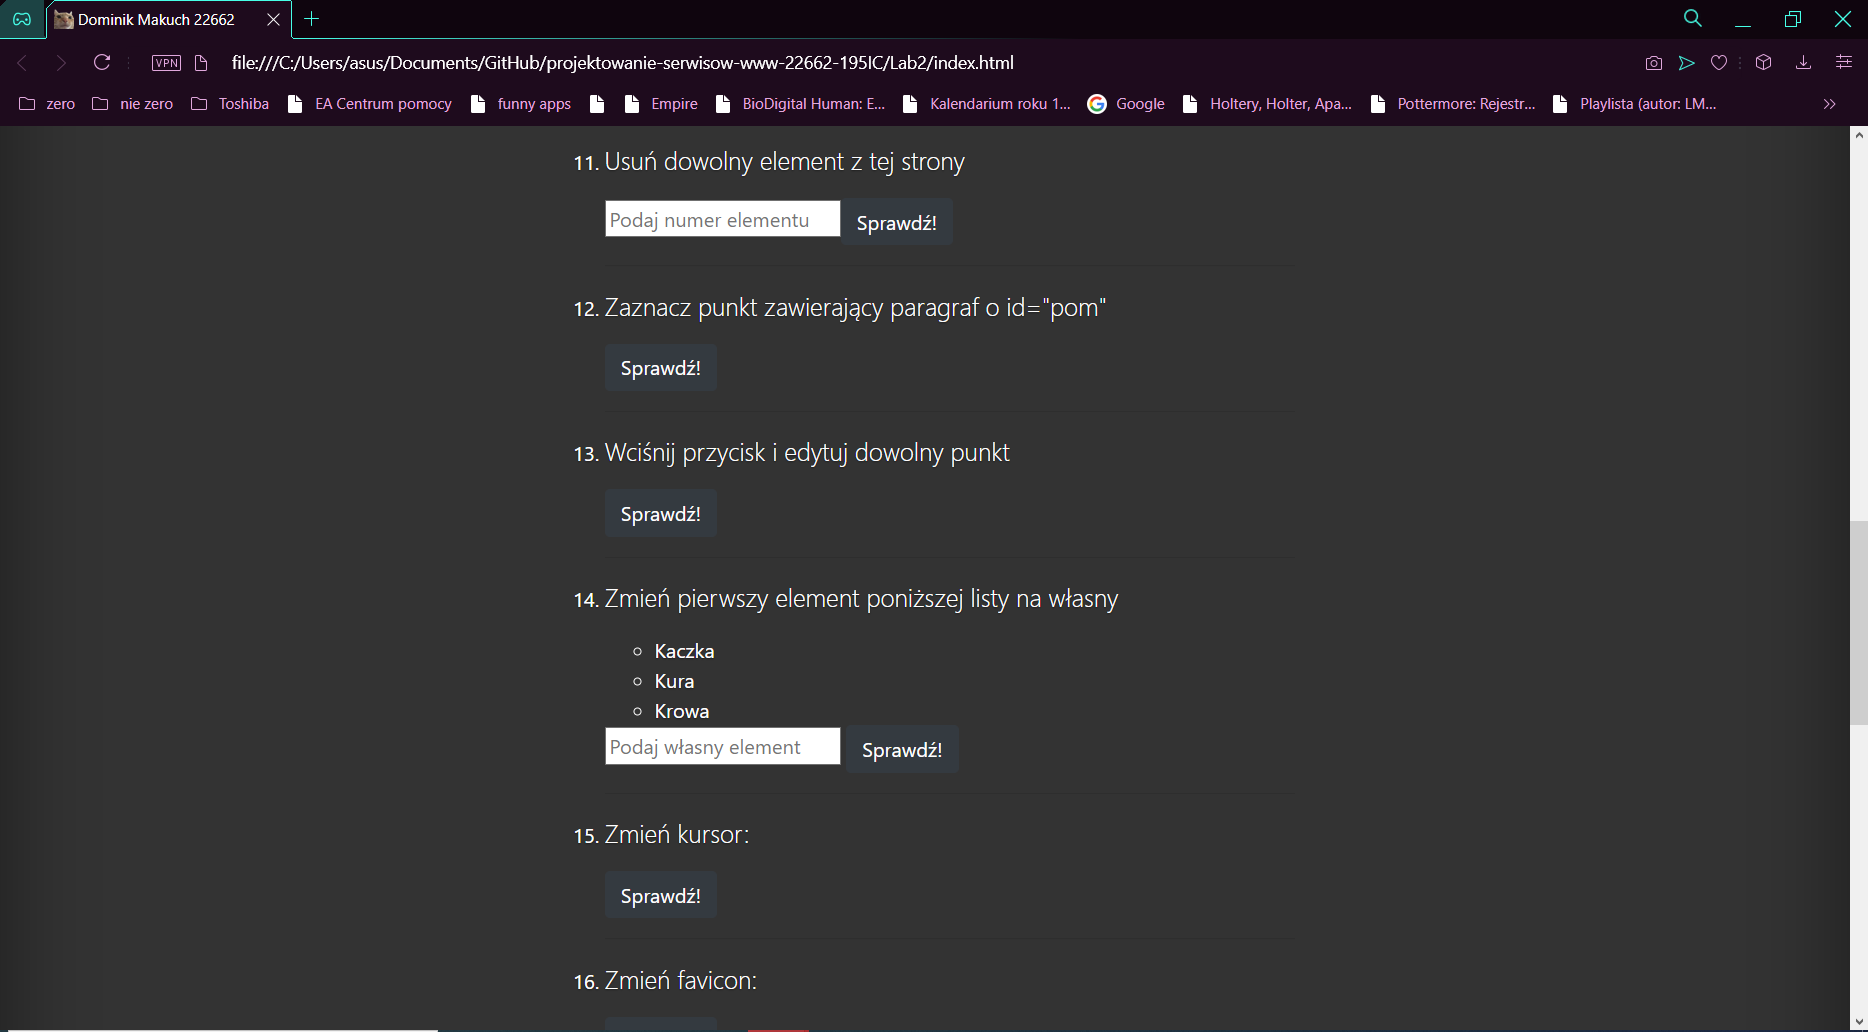 Dominik Makuch 22662
VPN
file:///C:/Users/asus/Documents/GitHub/projektowanie-serwisow-www-22662-195IC/Lab2/index.html
zero nie zero Toshiba EA Centrum pomocy funny apps Empire BioDigital Human: E... Kalendarium roku 1... Google Holtery, Holter, Apa... Pottermore: Rejestr... Playlista (autor: LM...
11. Usuń dowolny element z tej strony
Podaj numer elementu Sprawdź!
12. Zaznacz punkt zawierający paragraf o id="pom"
Sprawdź!
13. Wciśnij przycisk i edytuj dowolny punkt
Sprawdź!
14. Zmień pierwszy element poniższej listy na własny
Kaczka
Kura
Krowa
Podaj własny element Sprawdź!
15. Zmień kursor:
Sprawdź!
16. Zmień favicon: